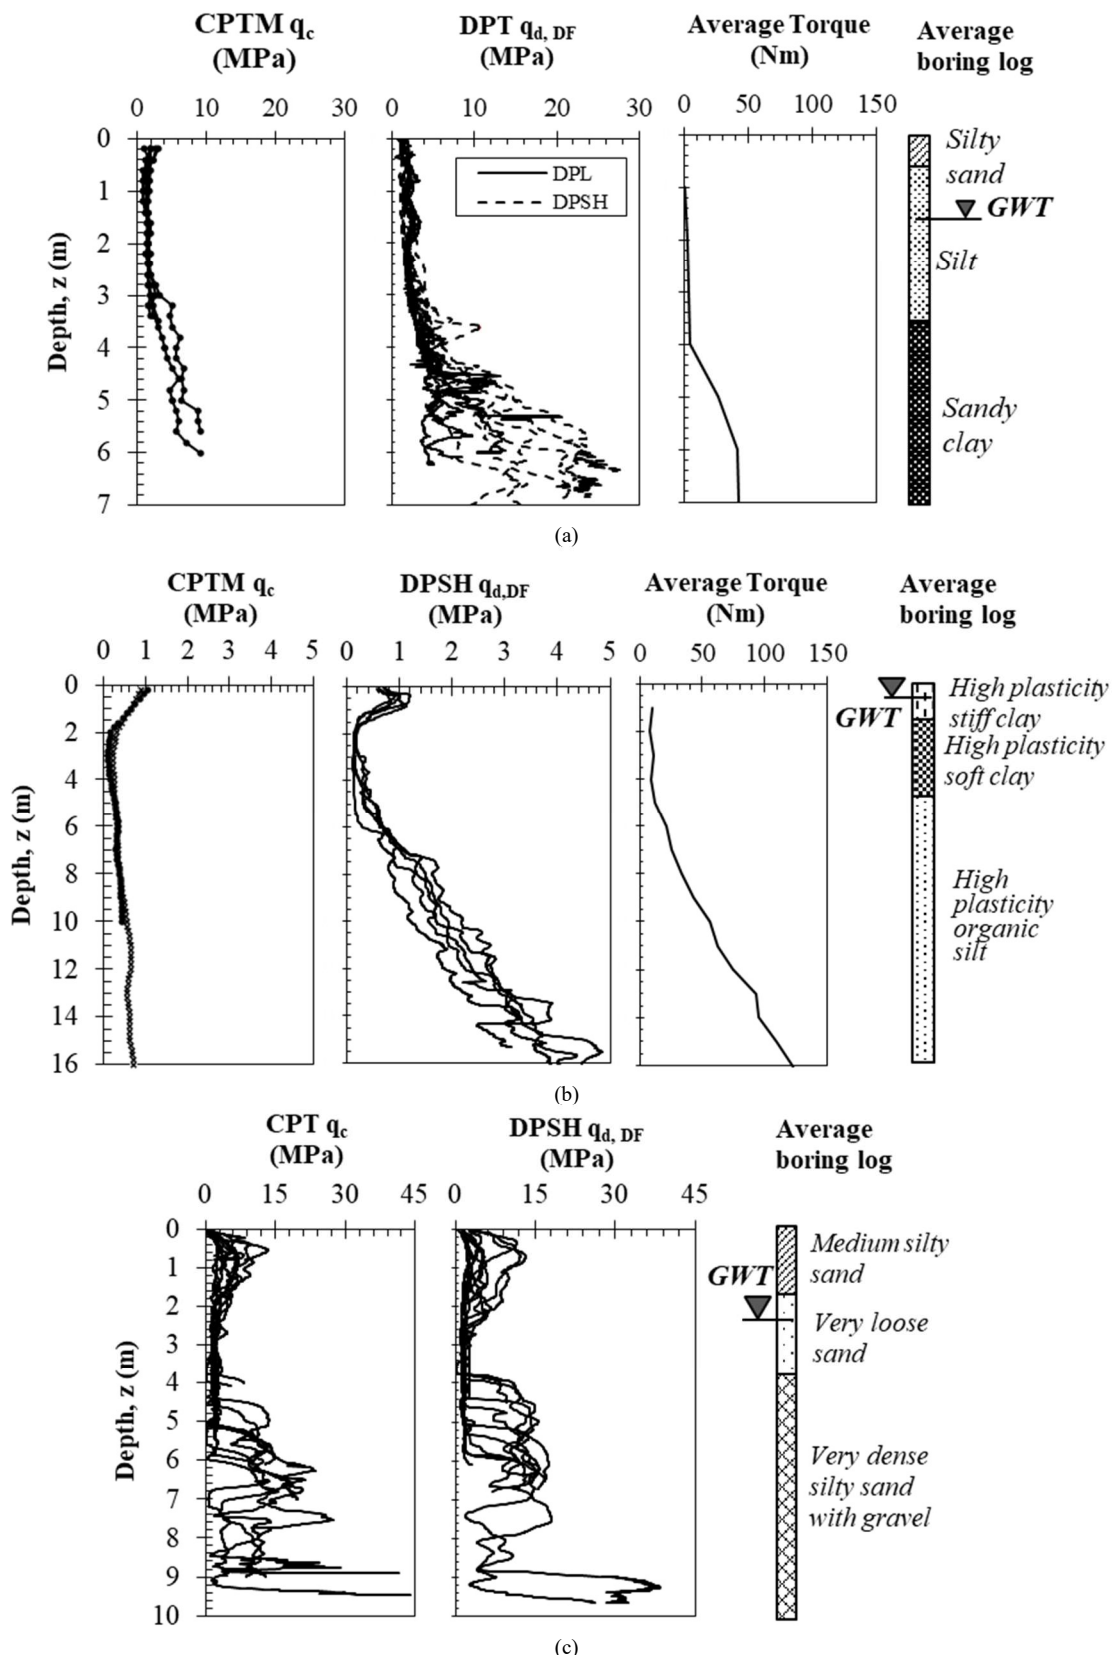 CPTM qc
(MPa)
DPT qd, DF
(MPa)
Average Torque
(Nm)
Average
boring log
0 10 20 30
0 10 20 30
0 50 100 150
0
1
2
3
4
5
6
7
Depth, z (m)
DPL
DPSH
Silty
sand
GWT
Silt
Sandy
clay
(a)
CPTM qc
(MPa)
DPSH qd,DF
(MPa)
Average Torque
(Nm)
Average
boring log
0 1 2 3 4 5
0 1 2 3 4 5
0 50 100 150
0
2
4
6
8
10
12
14
16
Depth, z (m)
GWT
High plasticity
stiff clay
High plasticity
soft clay
High
plasticity
organic
silt
(b)
CPT qc
(MPa)
DPSH qd, DF
(MPa)
Average
boring log
0 15 30 45
0 15 30 45
0
1
2
3
4
5
6
7
8
9
10
Depth, z (m)
GWT
Medium silty
sand
Very loose
sand
Very dense
silty sand
with gravel
(c)